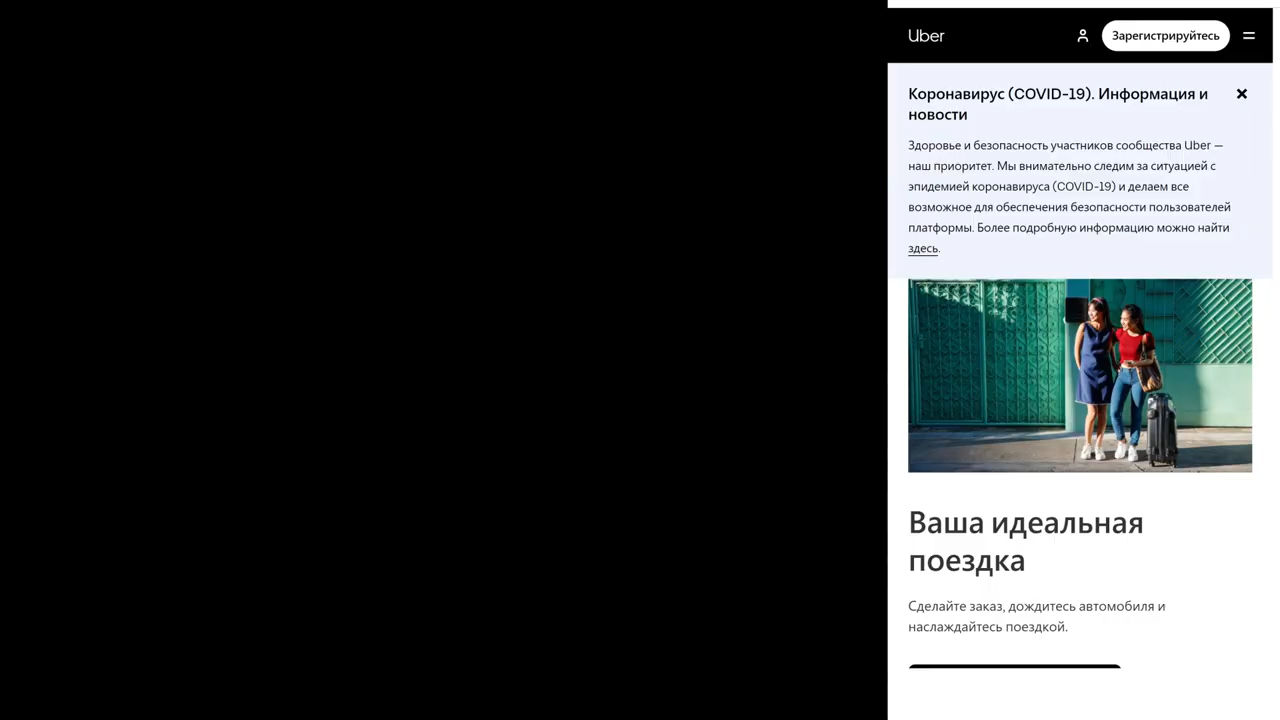 Uber
Зарегистрируйтесь
Коронавирус (COVID-19). Информация и
новости
Здоровье и безопасность участников сообщества Uber —
наш приоритет. Мы внимательно следим за ситуацией с
эпидемией коронавируса (COVID-19) и делаем все
возможное для обеспечения безопасности пользователей
платформы. Более подробную информацию можно найти
здесь.
Ваша идеальная
поездка
Сделайте заказ, дождитесь автомобиля и
наслаждайтесь поездкой.